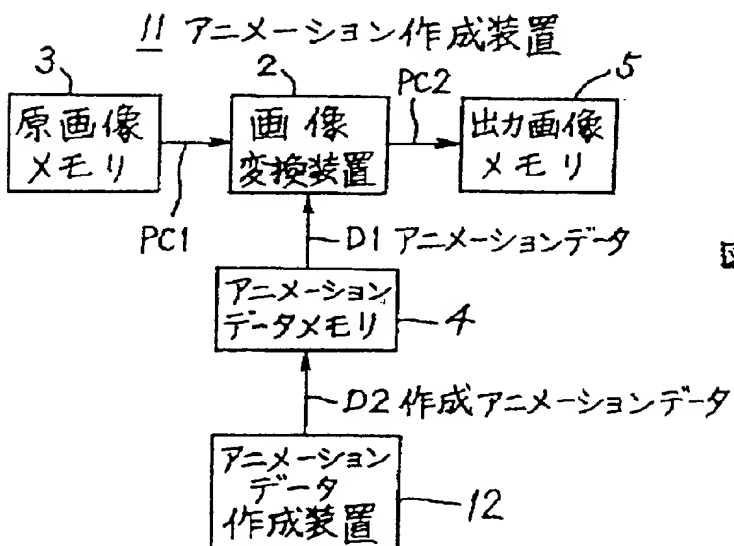 11 アニメーション作成装置
3
2
PC2
5
原画像
メモリ
画像
変換装置
出力画像
メモリ
PC1
D1 アニメーションデータ
アニメーション
データメモリ
4
D2 作成アニメーションデータ
アニメーション
データ
作成装置
12